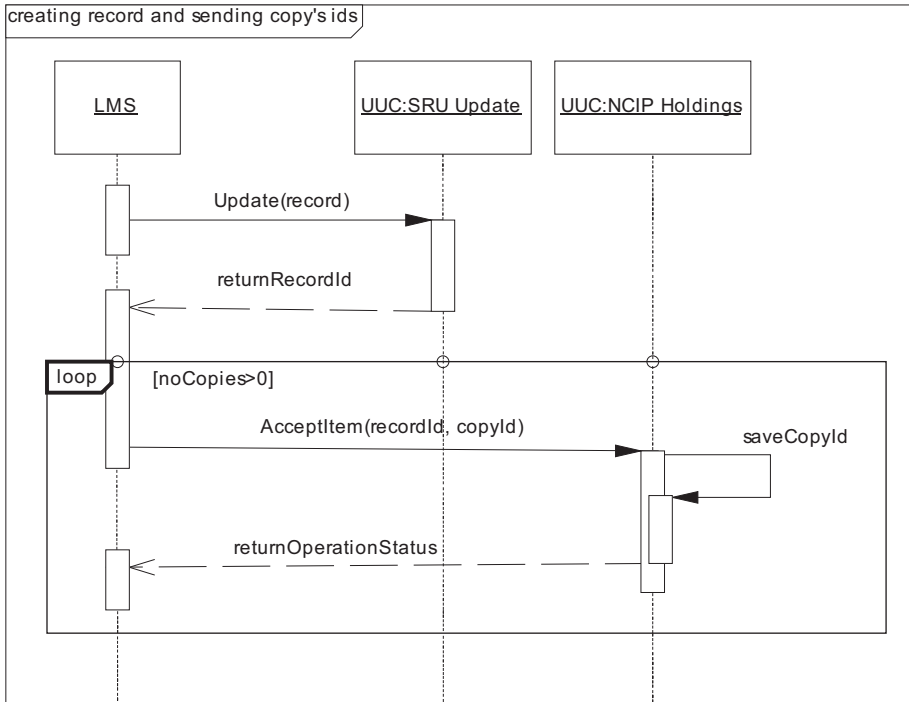 creating record and sending copy's ids
LMS
UUC:SRU Update
UUC:NCIP Holdings
Update(record)
returnRecordId
loop
[noCopies>0]
AcceptItem(recordId, copyId)
saveCopyId
returnOperationStatus